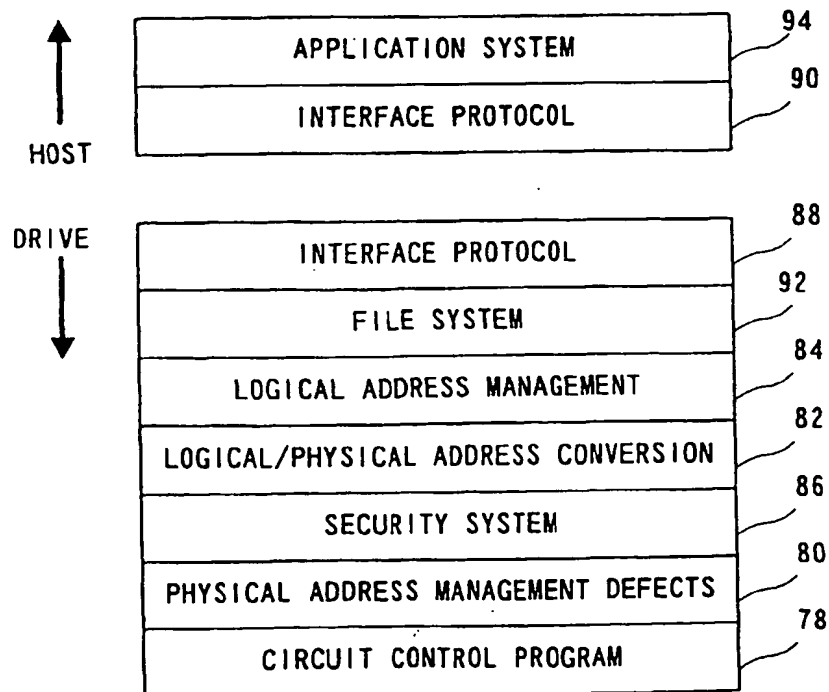 APPLICATION SYSTEM 94
INTERFACE PROTOCOL 90
HOST
DRIVE
INTERFACE PROTOCOL 88
FILE SYSTEM 92
LOGICAL ADDRESS MANAGEMENT 84
LOGICAL/PHYSICAL ADDRESS CONVERSION 82
SECURITY SYSTEM 86
PHYSICAL ADDRESS MANAGEMENT DEFECTS 80
CIRCUIT CONTROL PROGRAM 78